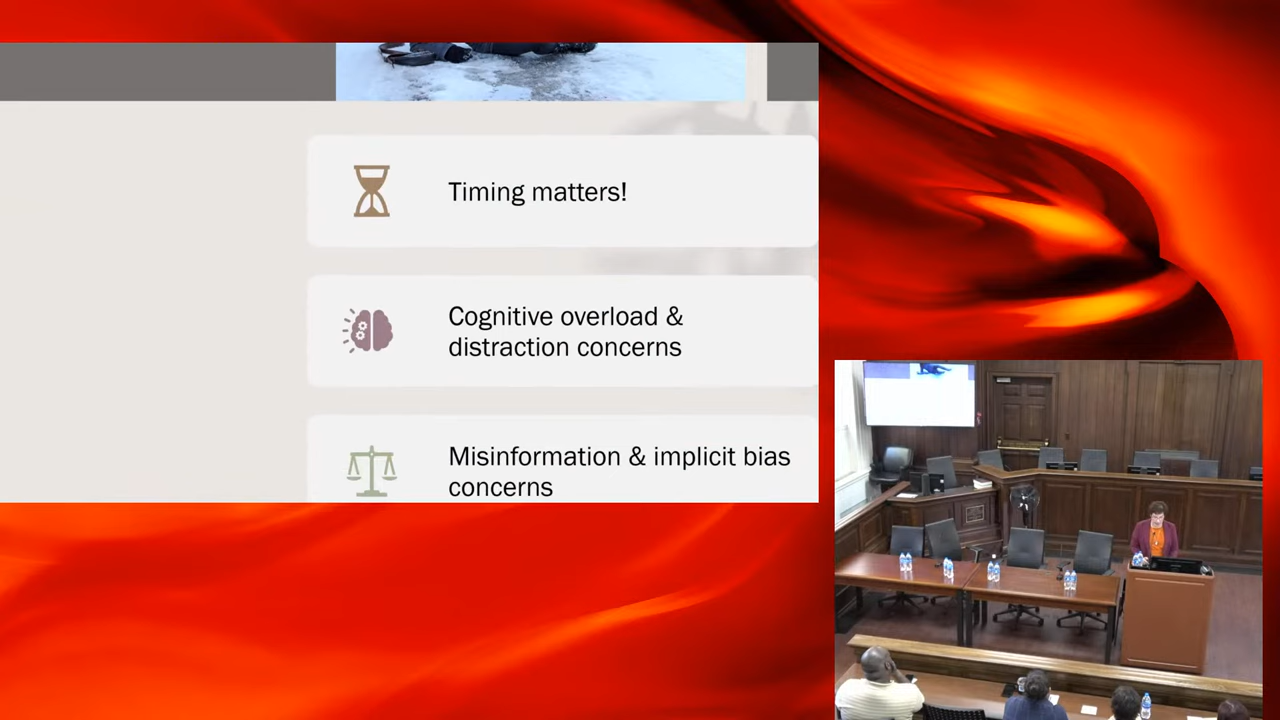 Timing matters!
Cognitive overload &
distraction concerns
Misinformation & implicit bias
concerns